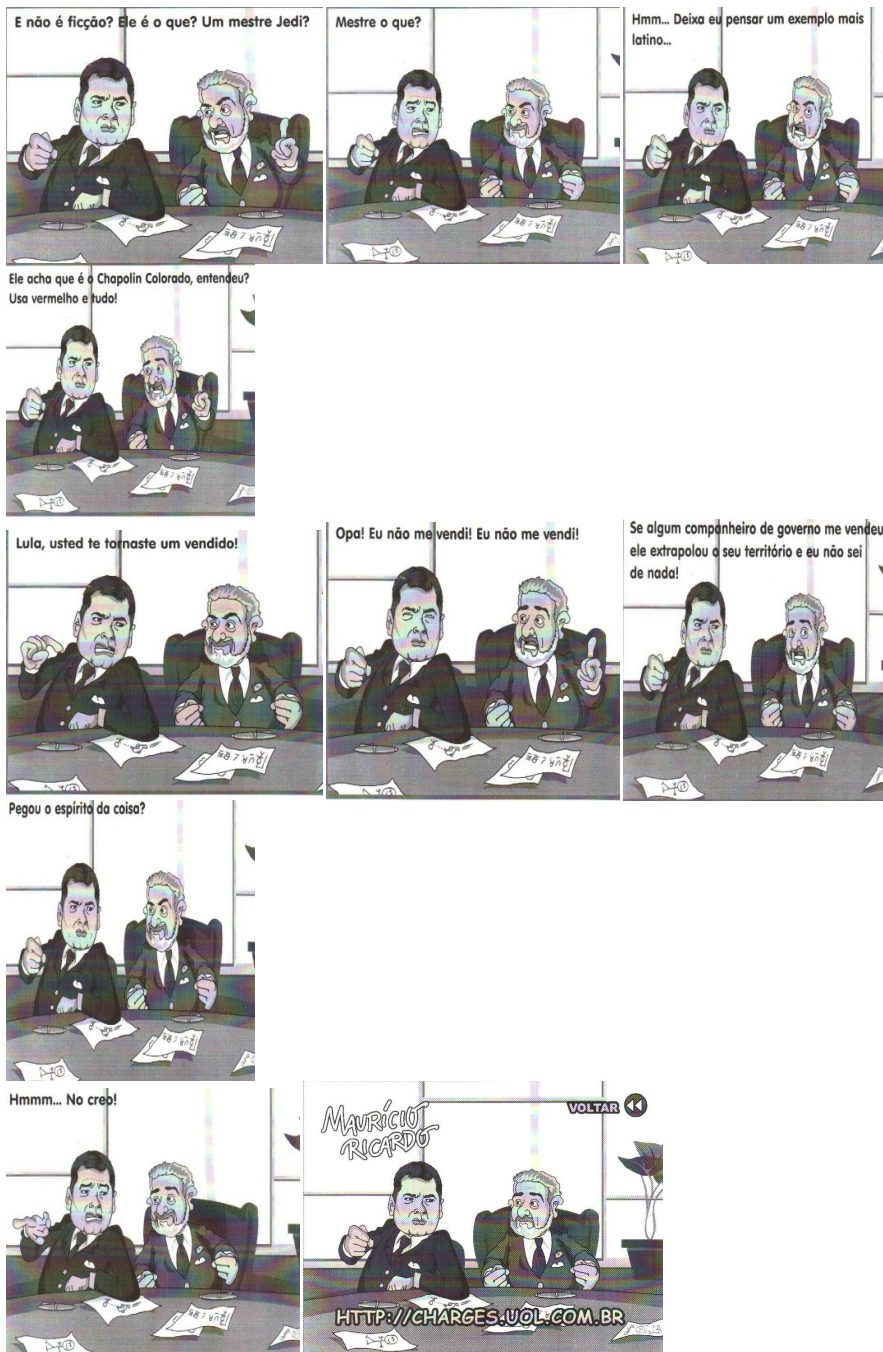 E não é ficção? Ele é o que? Um mestre Jedi?
Mestre o que?
Hmm... Deixa eu pensar um exemplo mais
latino...
Ele acha que é o Chapolin Colorado, entendeu?
Usa vermelho e tudo!
Lula, usted te tornaste um vendido!
Opa! Eu não me vendi! Eu não me vendi!
Se algum companheiro de governo me vendeu
ele extrapolou o seu território e eu não sei
de nada!
Pegou o espírito da coisa?
Hmmm... No creo!
MAURÍCIO
RICARDO
VOLTAR
HTTP://CHARGES.UOL.COM.BR